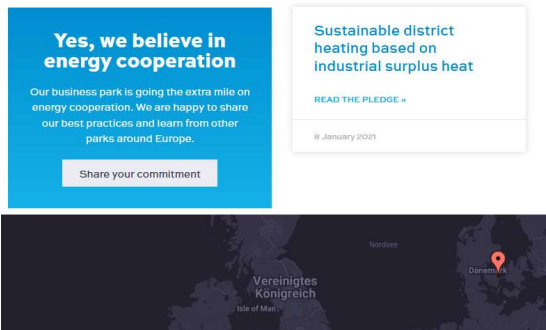 Yes, we believe in
energy cooperation
Our business park is going the extra mile on
energy cooperation. We are happy to share
our best practices and learn from other
parks around Europe.
Share your commitment
Sustainable district
heating based on
industrial surplus heat
READ THE PLEDGE »
8 January 2021
Nordsee
Dänemark
Vereinigtes
Königreich
Isle of Man